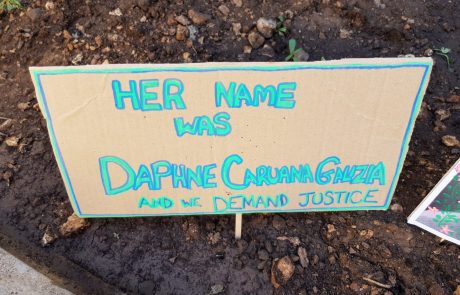 HER NAME
WAS
DAPHNE CARUANA GALIZIA
AND WE DEMAND JUSTICE